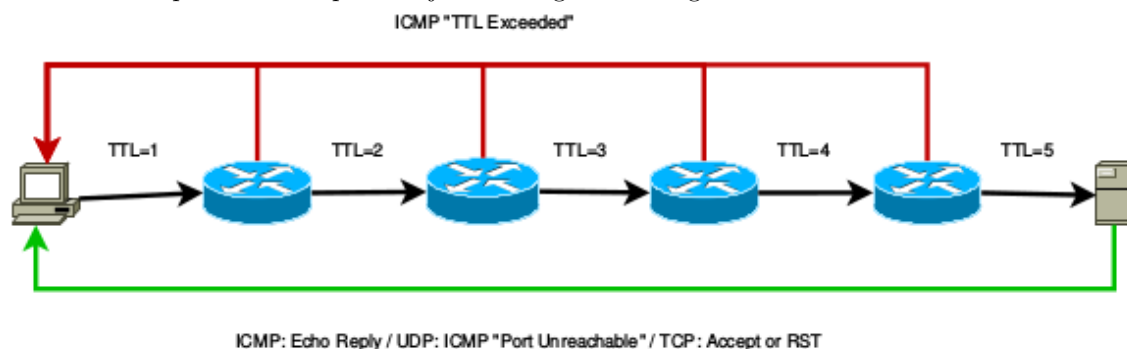 ICMP "TTL Exceeded"
TTL=1
TTL=2
TTL=3
TTL=4
TTL=5
ICMP: Echo Reply / UDP: ICMP "Port Unreachable" / TCP: Accept or RST